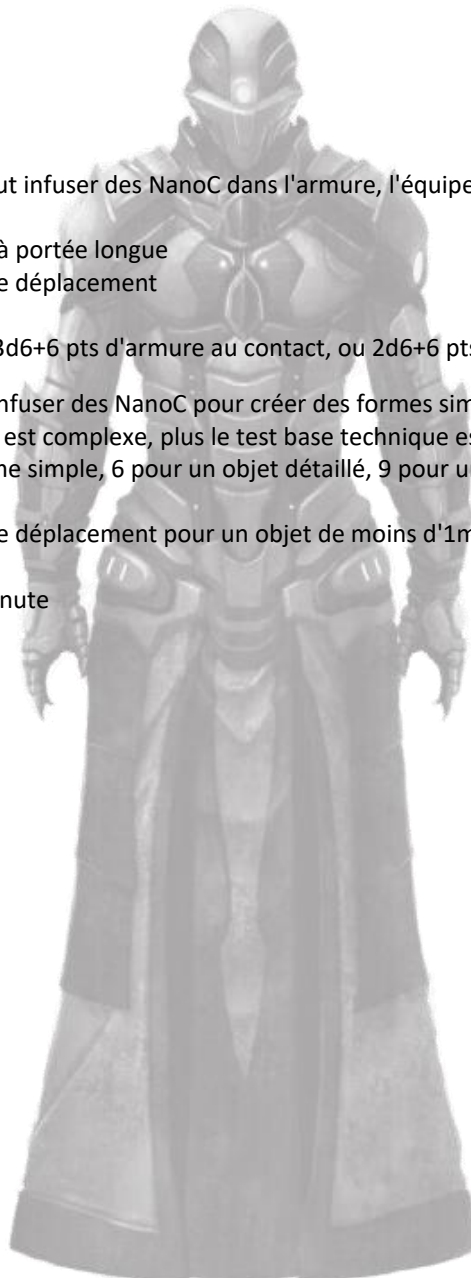 ut infuser des NanoC dans l'armure, l'équipe
à portée longue
e déplacement
3d6+6 pts d'armure au contact, ou 2d6+6 pts
nfuser des NanoC pour créer des formes sim
est complexe, plus le test base technique es
ne simple, 6 pour un objet détaillé, 9 pour u
e déplacement pour un objet de moins d'1m
nute